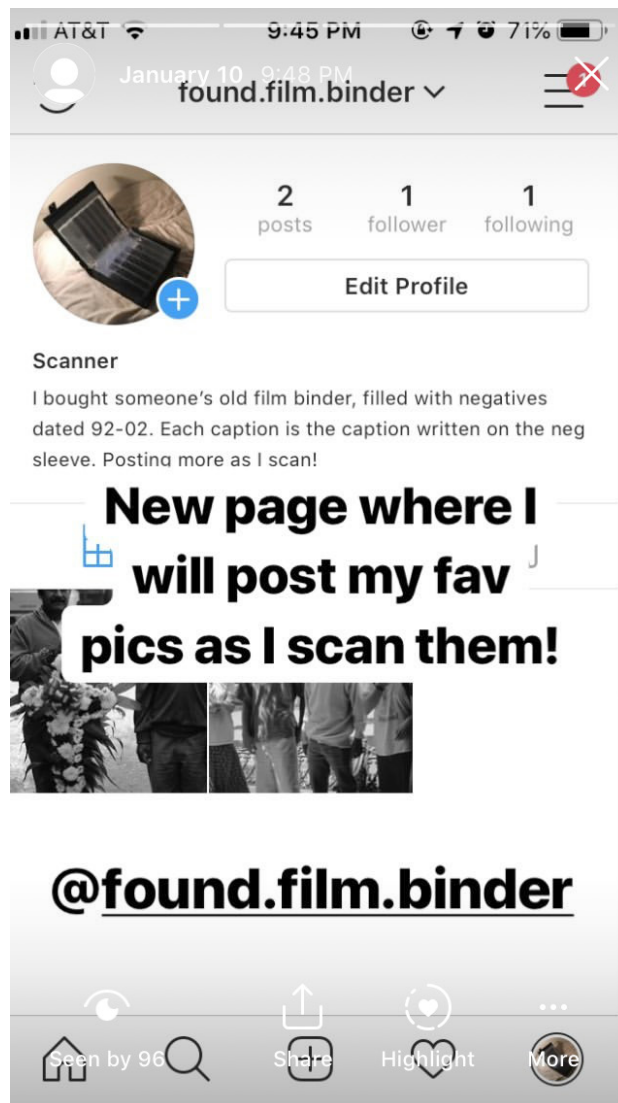 AT&T 9:45 PM 71%
January 10 9:48 PM
found.film.binder
1
2 1 1
posts follower following
Edit Profile
Scanner
I bought someone's old film binder, filled with negatives
dated 92-02. Each caption is the caption written on the neg
sleeve. Posting more as I scan!
New page where I
will post my fav
pics as I scan them!
@found.film.binder
Seen by 96 Share Highlight More